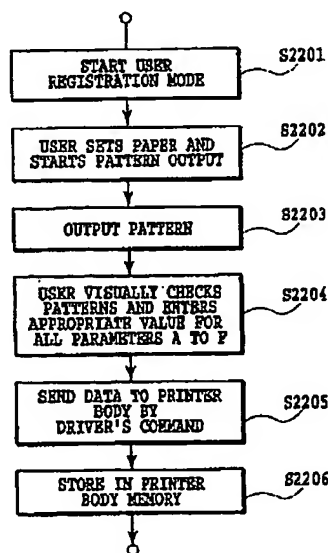 START USER
REGISTRATION MODE
S2201
USER SETS PAPER AND
STARTS PATTERN OUTPUT
S2202
OUTPUT PATTERN
S2203
USER VISUALLY CHECKS
PATTERNS AND ENTERS
APPROPRIATE VALUE FOR
ALL PARAMETERS A TO F
S2204
SEND DATA TO PRINTER
BODY BY
DRIVER'S COMMAND
S2205
STORE IN PRINTER
BODY MEMORY
S2206